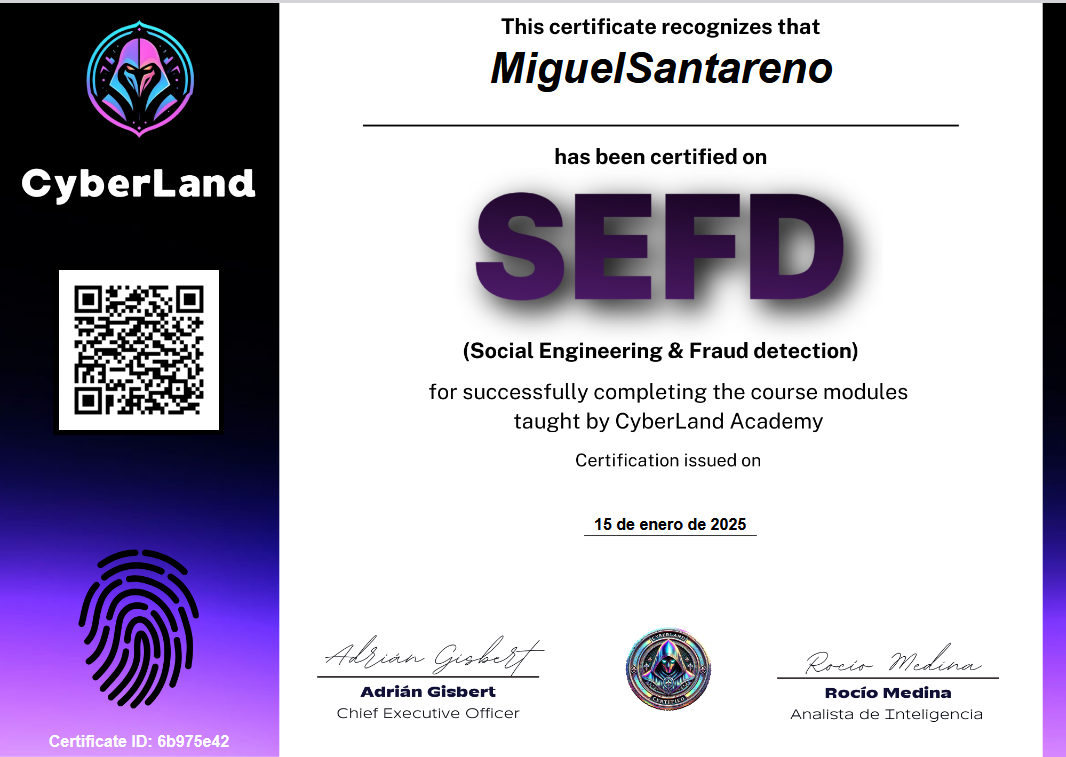 CyberLand
Certificate ID: 6b975e42
This certificate recognizes that
MiguelSantareno
has been certified on
SEFD
(Social Engineering & Fraud detection)
for successfully completing the course modules
taught by CyberLand Academy
Certification issued on
15 de enero de 2025
Adrián Gisbert
Adrián Gisbert
Chief Executive Officer
CYBERLAND
CERTIFIED
Rocío Medina
Rocío Medina
Analista de Inteligencia